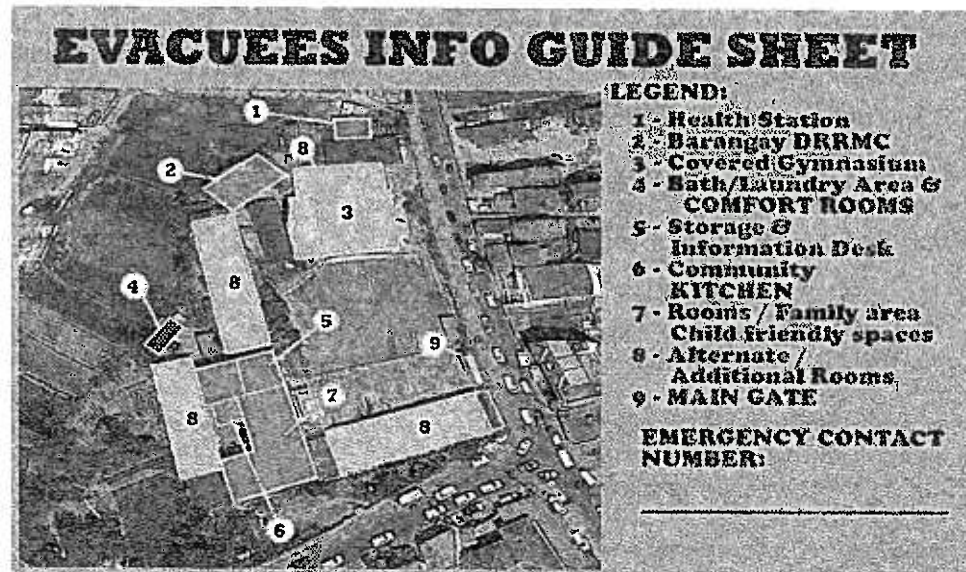 EVACUEES INFO GUIDE SHEET
1
8
2
3
8
4
5
9
7
8
8
6
LEGEND:
1 - Health Station
2 - Barangay DRRMC
3 - Covered Gymnasium
4 - Bath/Laundry Area &
COMFORT ROOMS
5 - Storage &
Information Desk
6 - Community
KITCHEN
7 - Rooms / Family area
Child friendly spaces
8 - Alternate /
Additional Rooms
9 - MAIN GATE
EMERGENCY CONTACT
NUMBER: